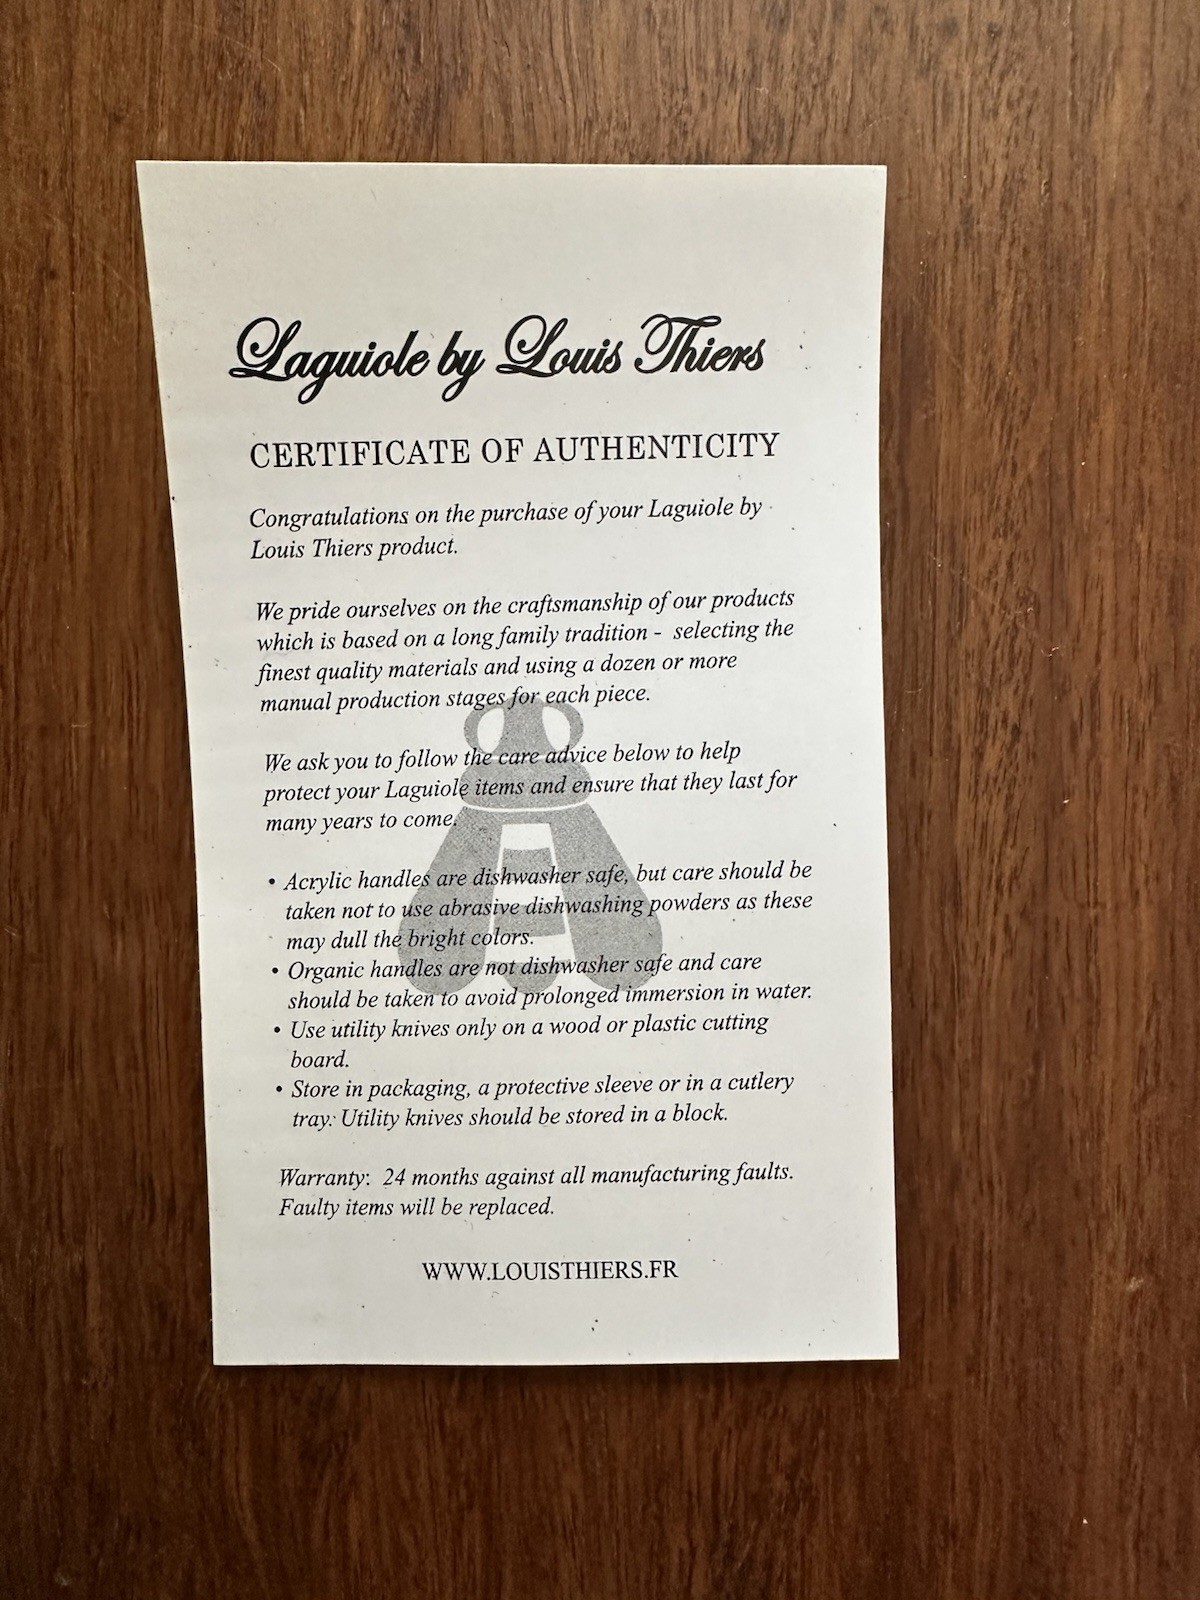 Laguiole by Louis Thiers
CERTIFICATE OF AUTHENTICITY
Congratulations on the purchase of your Laguiole by
Louis Thiers product.
We pride ourselves on the craftsmanship of our products
which is based on a long family tradition -  selecting the
finest quality materials and using a dozen or more
manual production stages for each piece.
We ask you to follow the care advice below to help
protect your Laguiole items and ensure that they last for
many years to come.
• Acrylic handles are dishwasher safe, but care should be
taken not to use abrasive dishwashing powders as these
may dull the bright colors.
• Organic handles are not dishwasher safe and care
should be taken to avoid prolonged immersion in water.
• Use utility knives only on a wood or plastic cutting
board.
• Store in packaging, a protective sleeve or in a cutlery
tray. Utility knives should be stored in a block.
Warranty:  24 months against all manufacturing faults.
Faulty items will be replaced.
WWW.LOUISTHIERS.FR